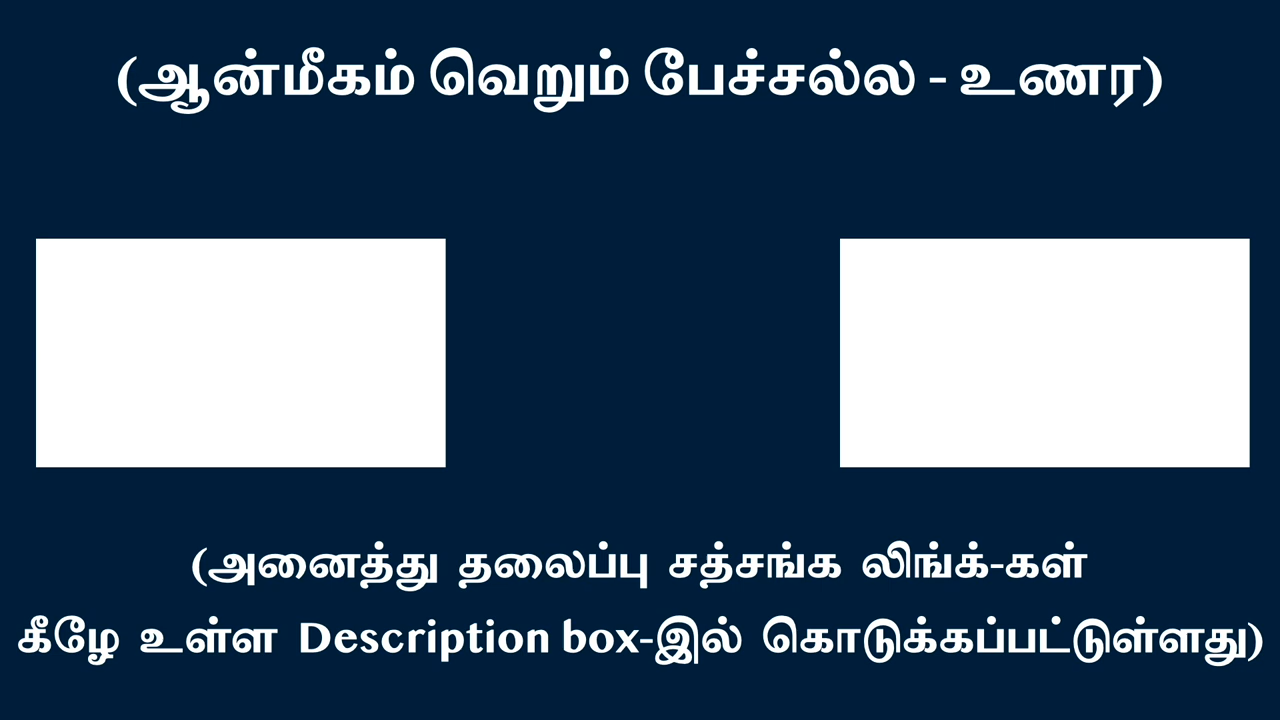 (ஆன்மீகம் வெறும் பேச்சல்ல - உணர)
(அனைத்து தலைப்பு சத்சங்க லிங்க்-கள்
கீழே உள்ள Description box-இல் கொடுக்கப்பட்டுள்ளது)